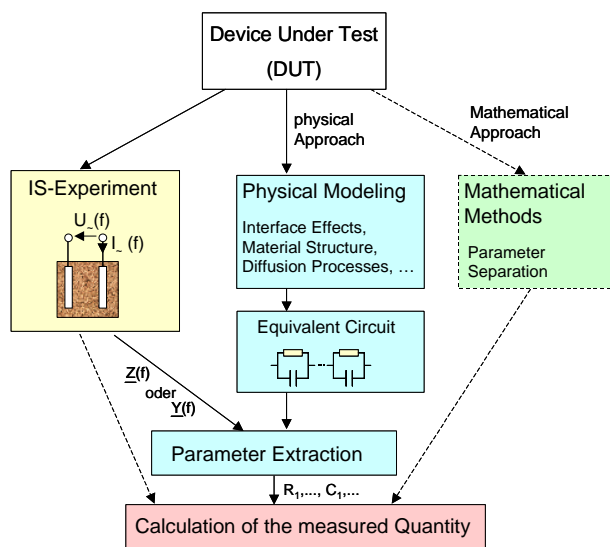 Device Under Test
(DUT)
physical
Approach
Mathematical
Approach
IS-Experiment
U~(f)
I~ (f)
Physical Modeling
Interface Effects,
Material Structure,
Diffusion Processes, ...
Mathematical
Methods
Parameter
Separation
Equivalent Circuit
Z(f)
oder
Y(f)
Parameter Extraction
R1,..., C1,...
Calculation of the measured Quantity